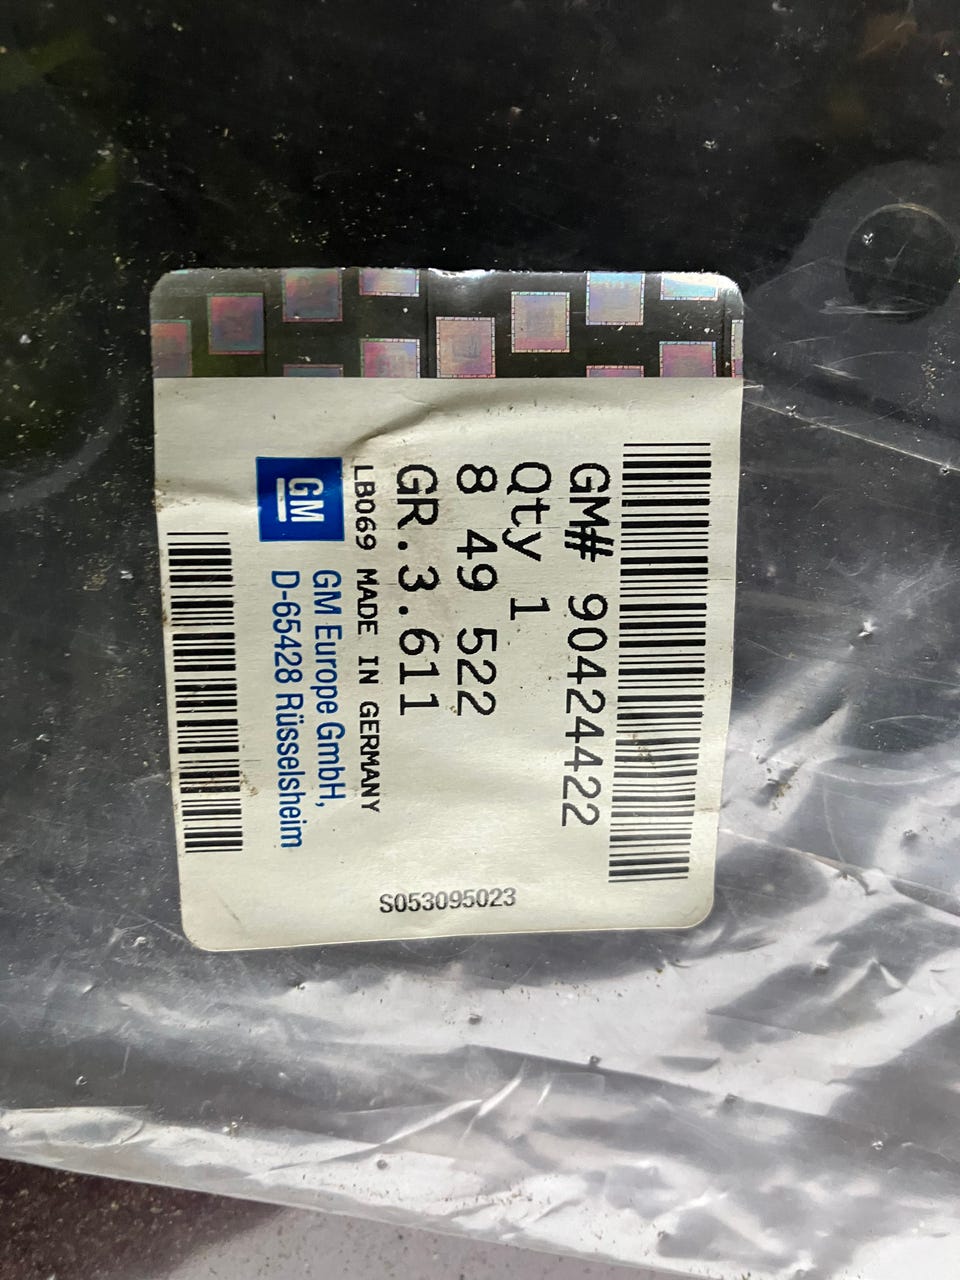 GM# 90424422
Qty 1
8 49 522
GR.3.611
LB069 MADE IN GERMANY
GM
GM Europe GmbH,
D-65428 Rüsselsheim
S053095023